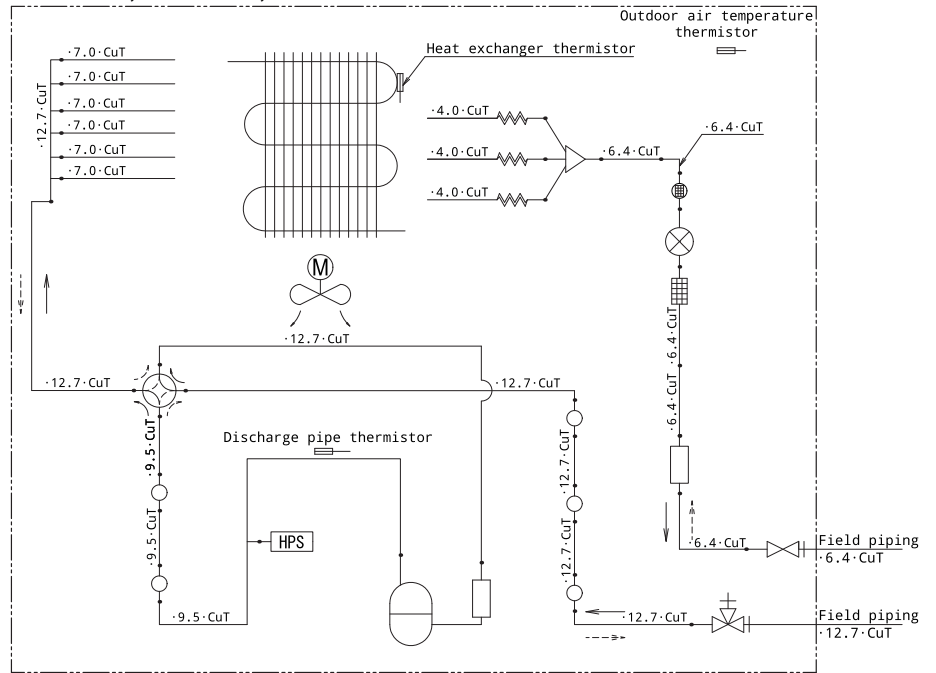 Outdoor air temperature
thermistor
Heat exchanger thermistor
·7.0·CuT
·7.0·CuT
·7.0·CuT
·7.0·CuT
·7.0·CuT
·7.0·CuT
·12.7·CuT
·4.0·CuT
·4.0·CuT
·4.0·CuT
·6.4·CuT
·6.4·CuT
M
·12.7·CuT
·6.4·CuT
·6.4·CuT
·12.7·CuT
·12.7·CuT
·9.5·CuT
Discharge pipe thermistor
·12.7·CuT
·9.5·CuT
HPS
·12.7·CuT
·6.4·CuT
Field piping
·6.4·CuT
·9.5·CuT
·12.7·CuT
Field piping
·12.7·CuT